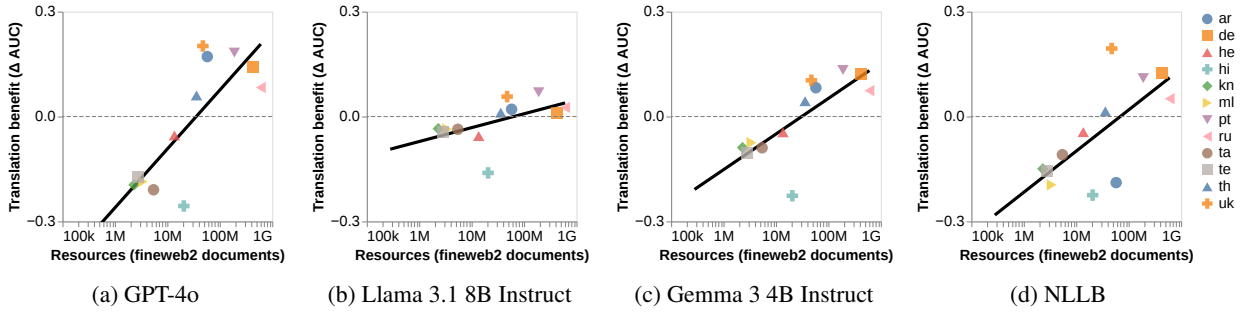 0.3
0.0
−0.3
Translation benefit (Δ AUC)
100k 1M 10M 100M 1G
Resources (fineweb2 documents)
(a) GPT-4o
0.3
0.0
−0.3
Translation benefit (Δ AUC)
100k 1M 10M 100M 1G
Resources (fineweb2 documents)
(b) Llama 3.1 8B Instruct
0.3
0.0
−0.3
Translation benefit (Δ AUC)
100k 1M 10M 100M 1G
Resources (fineweb2 documents)
(c) Gemma 3 4B Instruct
0.3
0.0
−0.3
Translation benefit (Δ AUC)
100k 1M 10M 100M 1G
Resources (fineweb2 documents)
(d) NLLB
ar
de
he
hi
kn
ml
pt
ru
ta
te
th
uk